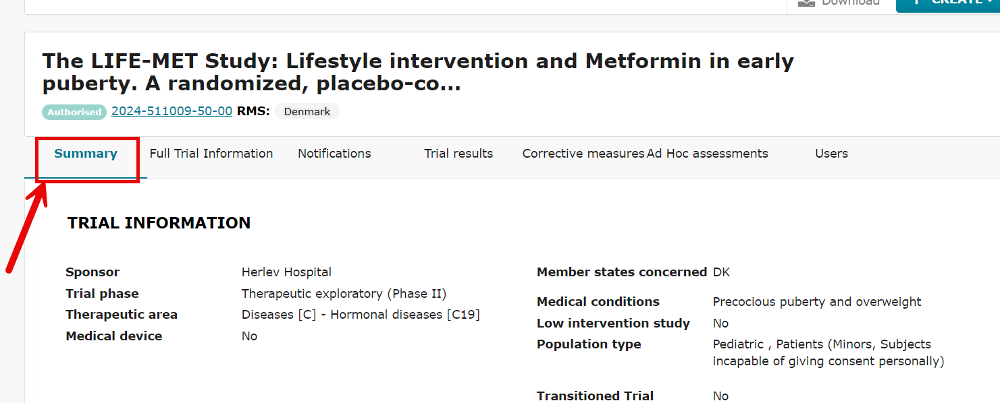 Download
CREATE
The LIFE-MET Study: Lifestyle intervention and Metformin in early
puberty. A randomized, placebo-co...
Authorised 2024-511009-50-00 RMS: Denmark
Summary Full Trial Information Notifications Trial results Corrective measures Ad Hoc assessments Users
TRIAL INFORMATION
Sponsor Herlev Hospital
Trial phase Therapeutic exploratory (Phase II)
Therapeutic area Diseases [C] - Hormonal diseases [C19]
Medical device No
Member states concerned DK
Medical conditions Precocious puberty and overweight
Low intervention study No
Population type Pediatric , Patients (Minors, Subjects
incapable of giving consent personally)
Transitioned Trial No